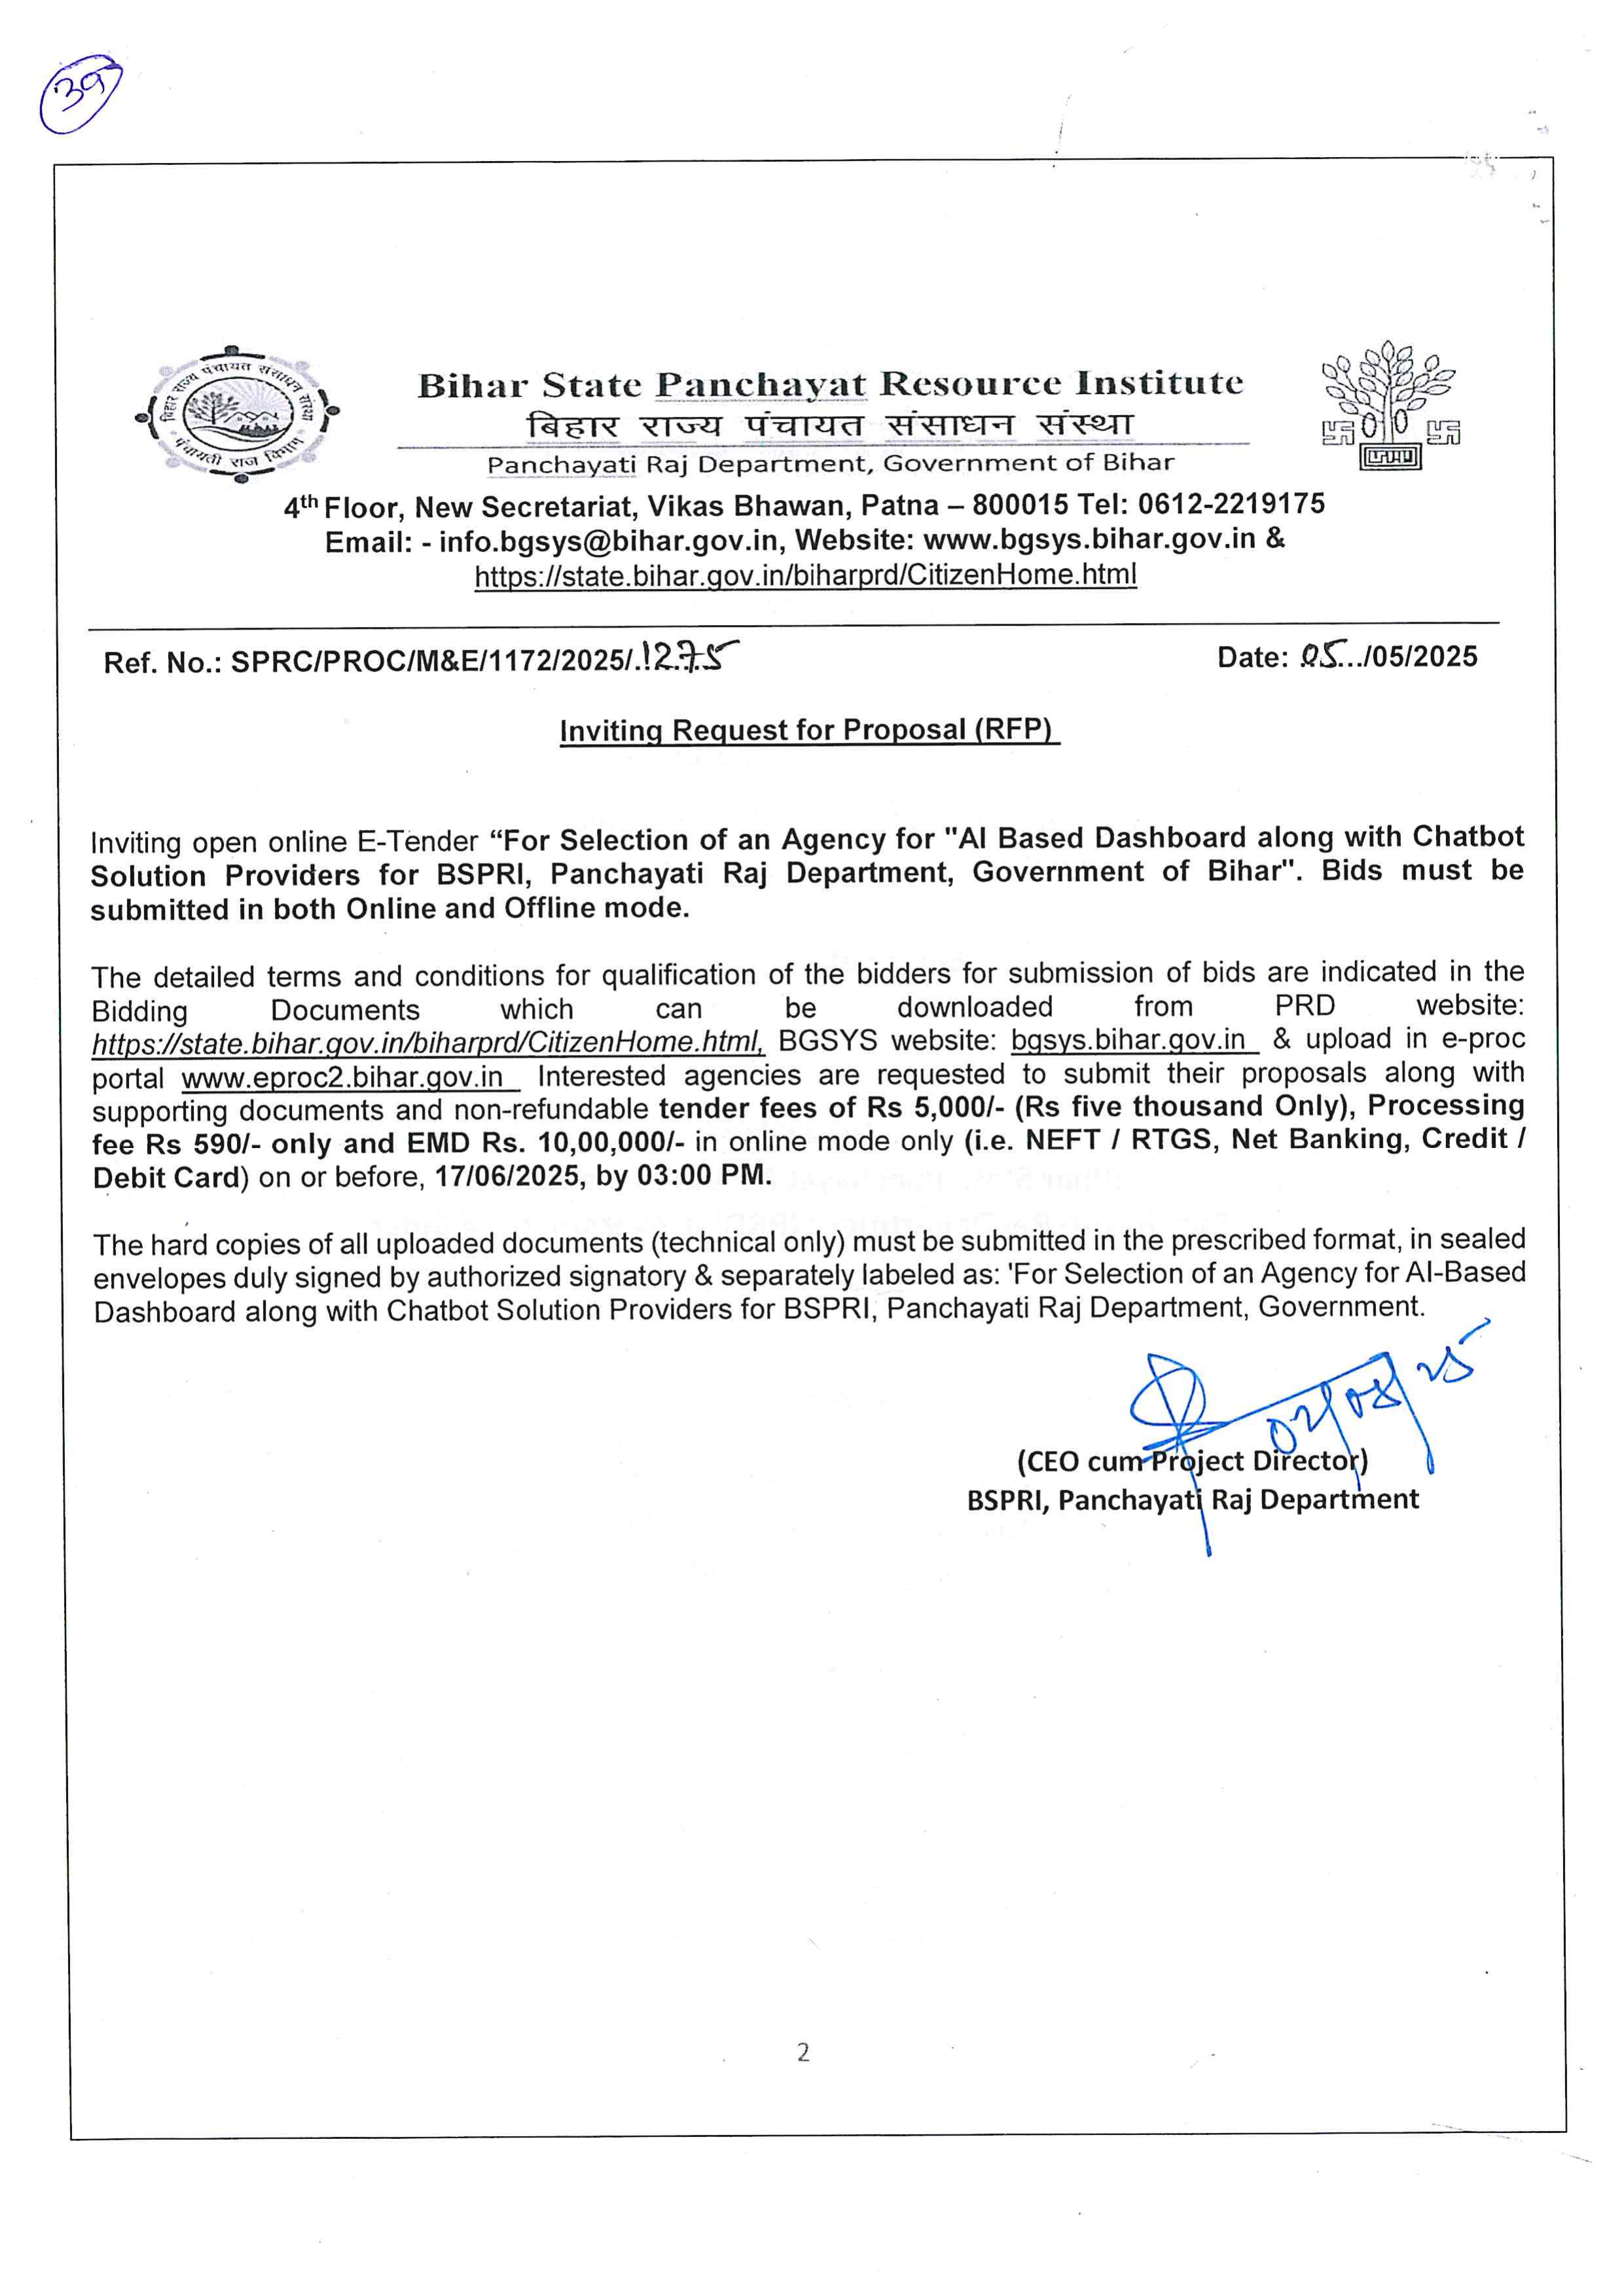 39
बिहार राज्य पंचायत संसाधन संस्था
पंचायती राज विभाग
Bihar State Panchayat Resource Institute
बिहार राज्य पंचायत संसाधन संस्था
Panchayati Raj Department, Government of Bihar
4th Floor, New Secretariat, Vikas Bhawan, Patna – 800015 Tel: 0612-2219175
Email: - info.bgsys@bihar.gov.in, Website: www.bgsys.bihar.gov.in &
https://state.bihar.gov.in/biharprd/CitizenHome.html
Ref. No.: SPRC/PROC/M&E/1172/2025/.1275 Date: 05.../05/2025
Inviting Request for Proposal (RFP)
Inviting open online E-Tender “For Selection of an Agency for "AI Based Dashboard along with Chatbot
Solution Providers for BSPRI, Panchayati Raj Department, Government of Bihar". Bids must be
submitted in both Online and Offline mode.
The detailed terms and conditions for qualification of the bidders for submission of bids are indicated in the
Bidding Documents which can be downloaded from PRD website:
https://state.bihar.gov.in/biharprd/CitizenHome.html, BGSYS website: bgsys.bihar.gov.in & upload in e-proc
portal www.eproc2.bihar.gov.in Interested agencies are requested to submit their proposals along with
supporting documents and non-refundable tender fees of Rs 5,000/- (Rs five thousand Only), Processing
fee Rs 590/- only and EMD Rs. 10,00,000/- in online mode only (i.e. NEFT / RTGS, Net Banking, Credit /
Debit Card) on or before, 17/06/2025, by 03:00 PM.
The hard copies of all uploaded documents (technical only) must be submitted in the prescribed format, in sealed
envelopes duly signed by authorized signatory & separately labeled as: 'For Selection of an Agency for AI-Based
Dashboard along with Chatbot Solution Providers for BSPRI, Panchayati Raj Department, Government.
(CEO cum Project Director)
BSPRI, Panchayati Raj Department
2